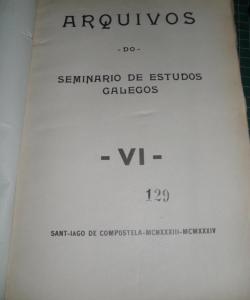 ARQUIVOS
- DO -
SEMINARIO DE ESTUDOS
GALEGOS
- VI -
129
SANT-IAGO DE COMPOSTELA-MCMXXXIII-MCMXXXIV